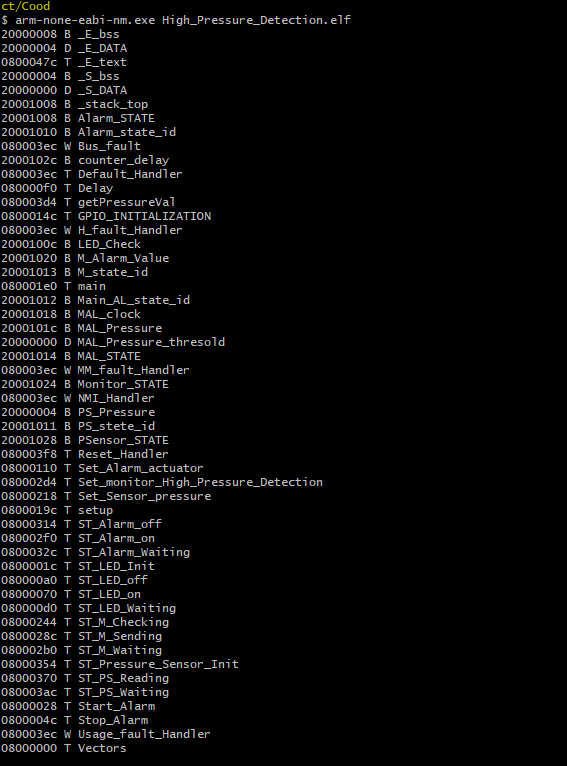 ct/Cood
$ arm-none-eabi-nm.exe High_Pressure_Detection.elf
20000008 B _E_bss
20000004 D _E_DATA
0800047c T _E_text
20000004 B _S_bss
20000000 D _S_DATA
20001008 B _stack_top
20001008 B Alarm_STATE
20001010 B Alarm_state_id
080003ec W Bus_fault
2000102c B counter_delay
080003ec T Default_Handler
080000f0 T Delay
080003d4 T getPressureVal
0800014c T GPIO_INITIALIZATION
080003ec W H_fault_Handler
2000100c B LED_Check
20001020 B M_Alarm_Value
20001013 B M_state_id
080001e0 T main
20001012 B Main_AL_state_id
20001018 B MAL_clock
2000101c B MAL_Pressure
20000000 D MAL_Pressure_thresold
20001014 B MAL_STATE
080003ec W MM_fault_Handler
20001024 B Monitor_STATE
080003ec W NMI_Handler
20000004 B PS_Pressure
20001011 B PS_stete_id
20001028 B PSensor_STATE
080003f8 T Reset_Handler
08000110 T Set_Alarm_actuator
080002d4 T Set_monitor_High_Pressure_Detection
08000218 T Set_Sensor_pressure
0800019c T setup
08000314 T ST_Alarm_off
080002f0 T ST_Alarm_on
0800032c T ST_Alarm_Waiting
0800001c T ST_LED_Init
080000a0 T ST_LED_off
08000070 T ST_LED_on
080000d0 T ST_LED_Waiting
08000244 T ST_M_Checking
0800028c T ST_M_Sending
080002b0 T ST_M_Waiting
08000354 T ST_Pressure_Sensor_Init
08000370 T ST_PS_Reading
080003ac T ST_PS_Waiting
08000028 T Start_Alarm
0800004c T Stop_Alarm
080003ec W Usage_fault_Handler
08000000 T Vectors